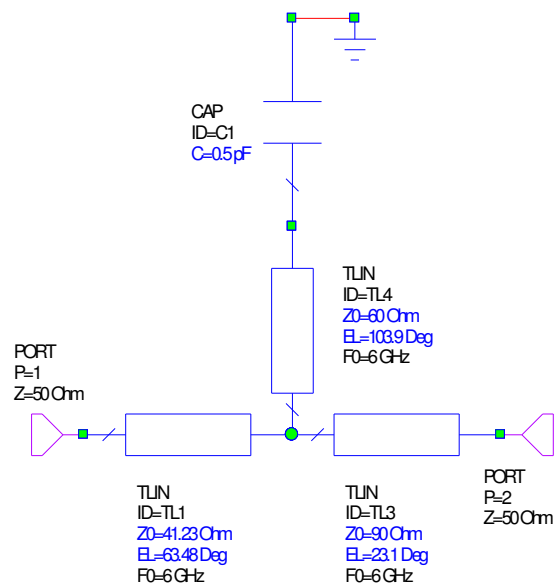 CAP
ID=C1
C=0.5 pF
TLIN
ID=TL4
Z0=60 Ohm
EL=103.9 Deg
F0=6 GHz
PORT
P=1
Z=50 Ohm
TLIN
ID=TL1
Z0=41.23 Ohm
EL=63.48 Deg
F0=6 GHz
TLIN
ID=TL3
Z0=90 Ohm
EL=23.1 Deg
F0=6 GHz
PORT
P=2
Z=50 Ohm